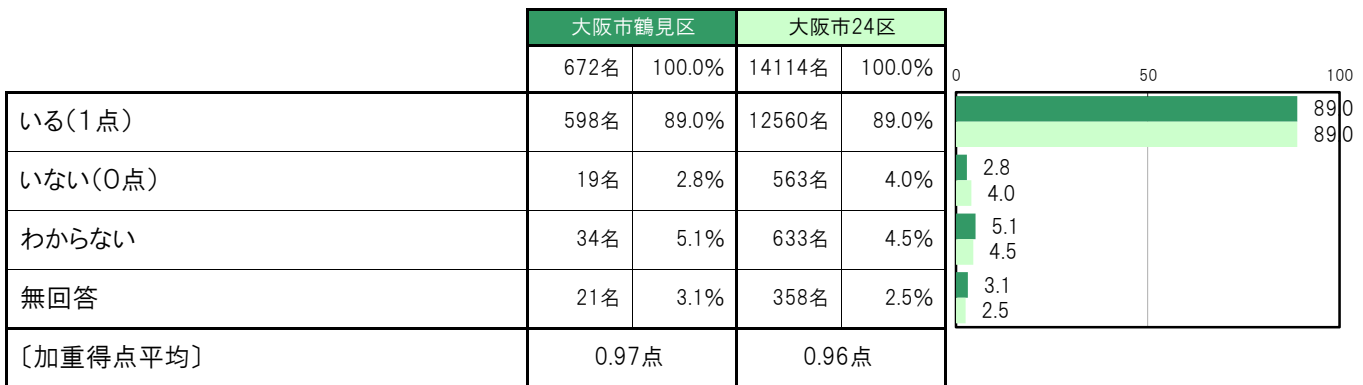 大阪市鶴見区 大阪市24区
672名 100.0% 14114名 100.0%
0 50 100
いる(1点) 598名 89.0% 12560名 89.0%
89.0
89.0
いない(0点) 19名 2.8% 563名 4.0%
2.8
4.0
わからない 34名 5.1% 633名 4.5%
5.1
4.5
無回答 21名 3.1% 358名 2.5%
3.1
2.5
〔加重得点平均〕 0.97点 0.96点